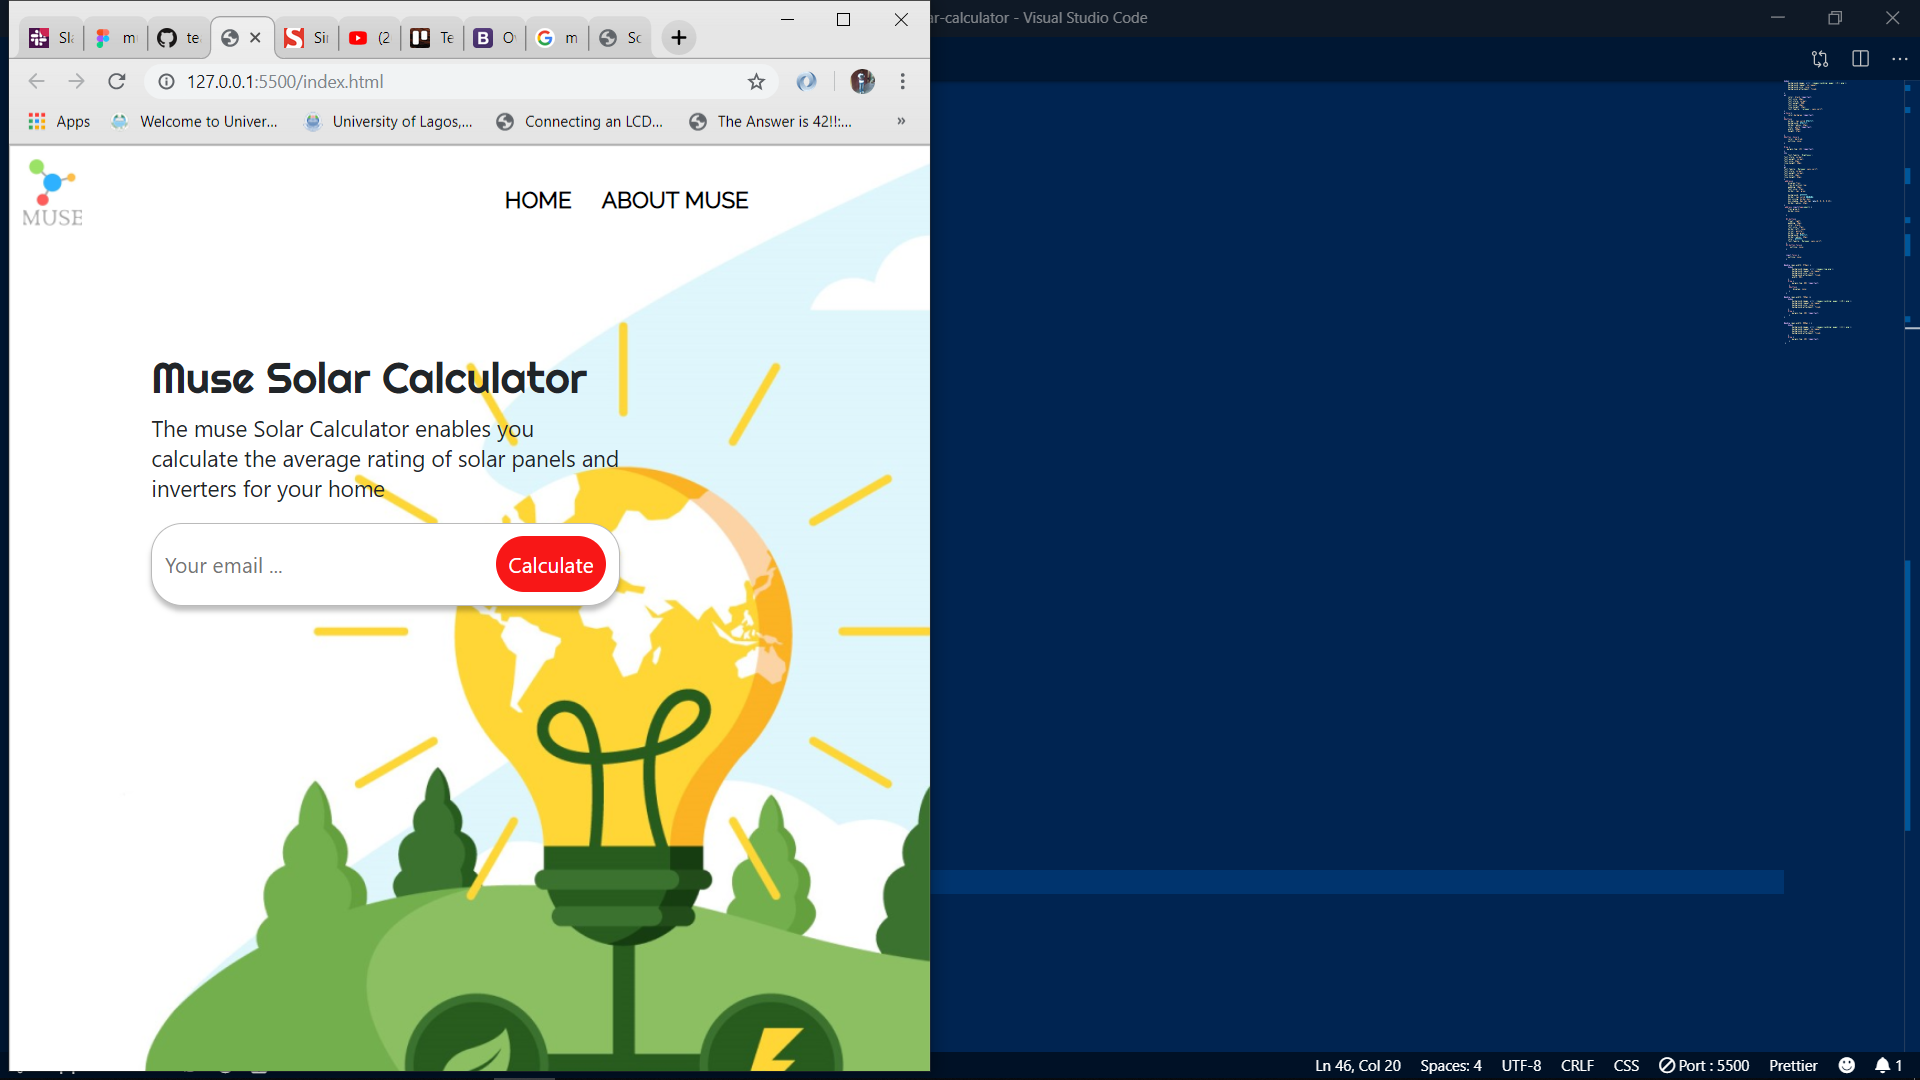 ar-calculator - Visual Studio Code
Sl
m
te
Sir
(2
Te
O
m
Sc
127.0.0.1:5500/index.html
Apps
Welcome to Univer...
University of Lagos,...
Connecting an LCD...
The Answer is 42!!:...
»
MUSE
HOME
ABOUT MUSE
Muse Solar Calculator
The muse Solar Calculator enables you
calculate the average rating of solar panels and
inverters for your home
Your email ...
Calculate
Ln 46, Col 20
Spaces: 4
UTF-8
CRLF
CSS
Port : 5500
Prettier
1